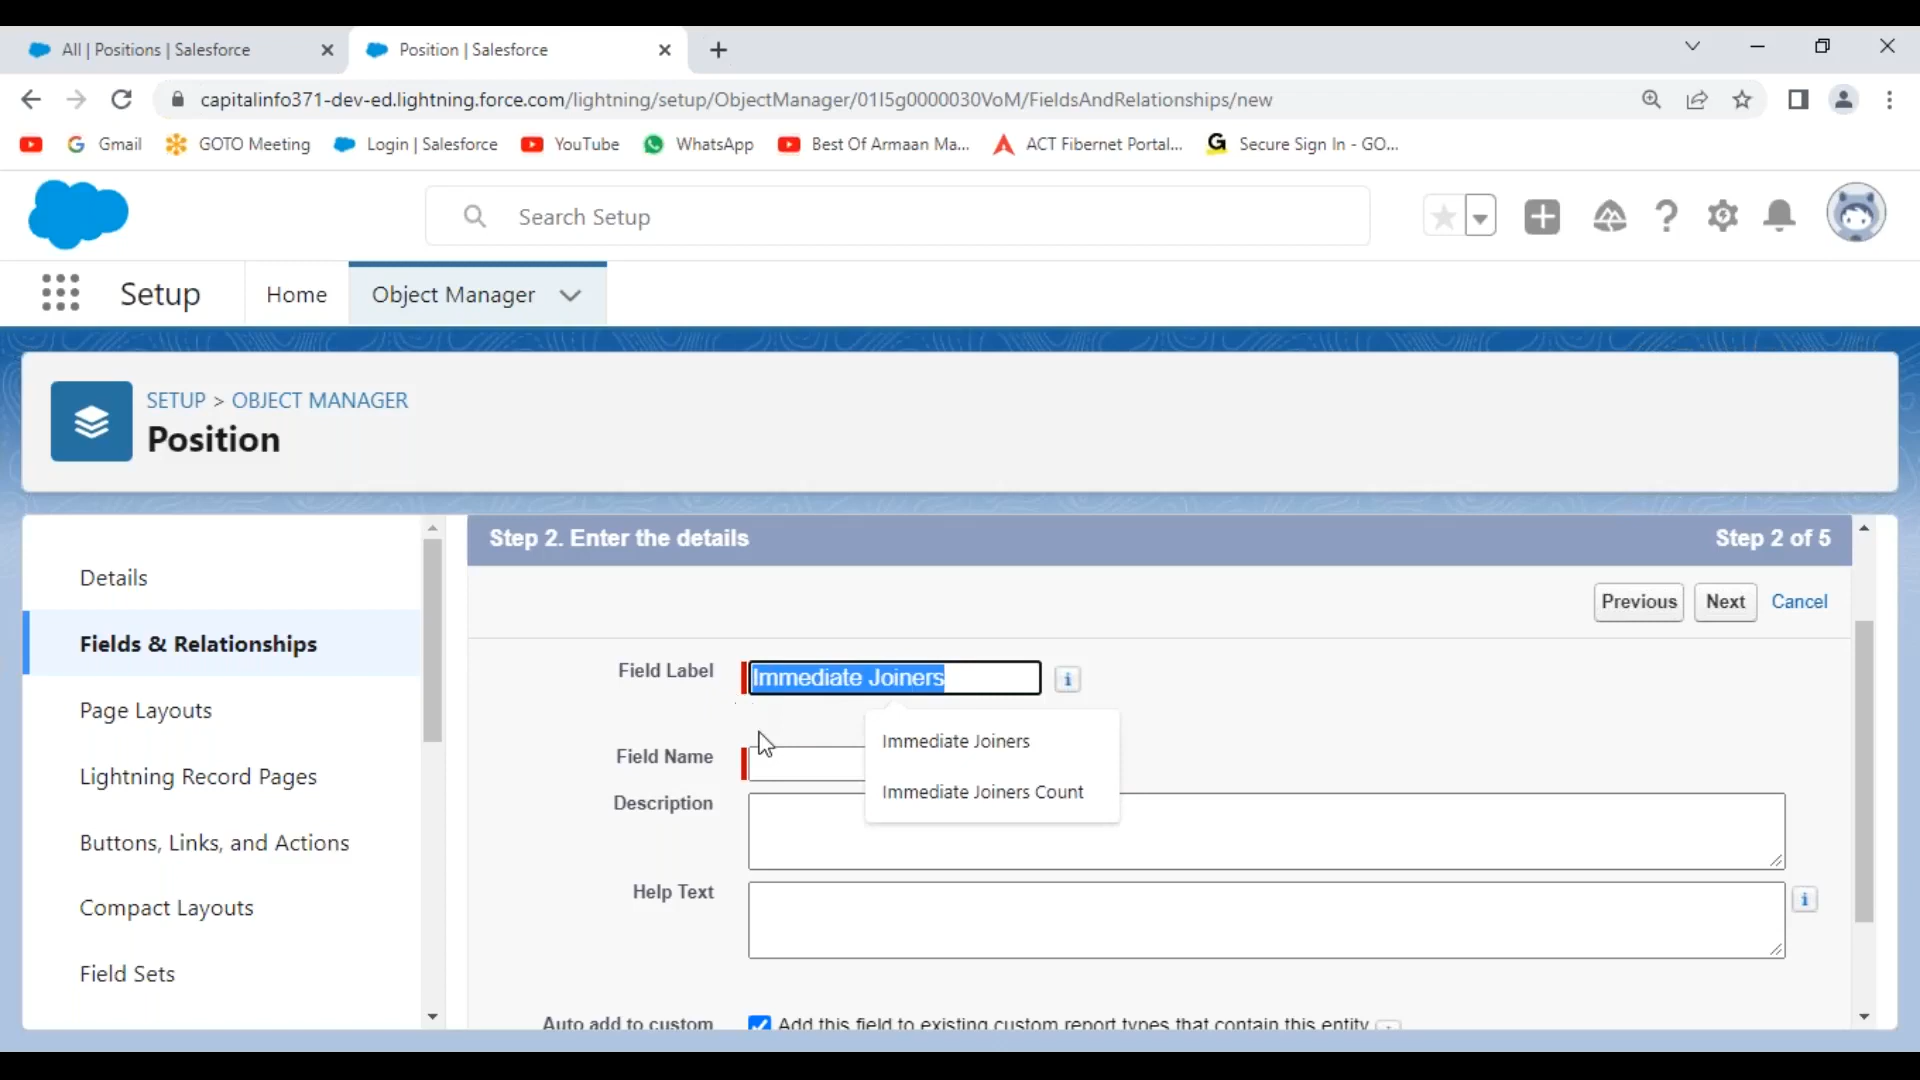 All | Positions | Salesforce
Position | Salesforce
capitalinfo371-dev-ed.lightning.force.com/lightning/setup/ObjectManager/01I5g0000030VoM/FieldsAndRelationships/new
Gmail
GOTO Meeting
Login | Salesforce
YouTube
WhatsApp
Best Of Armaan Ma...
ACT Fibernet Portal...
G Secure Sign In - GO...
Search Setup
Setup
Home
Object Manager
SETUP > OBJECT MANAGER
Position
Details
Fields & Relationships
Page Layouts
Lightning Record Pages
Buttons, Links, and Actions
Compact Layouts
Field Sets
Step 2. Enter the details
Step 2 of 5
Previous
Next
Cancel
Field Label
Immediate Joiners
Immediate Joiners
Immediate Joiners Count
Field Name
Description
Help Text
Auto add to custom
Add this field to existing custom report types that contain this entity